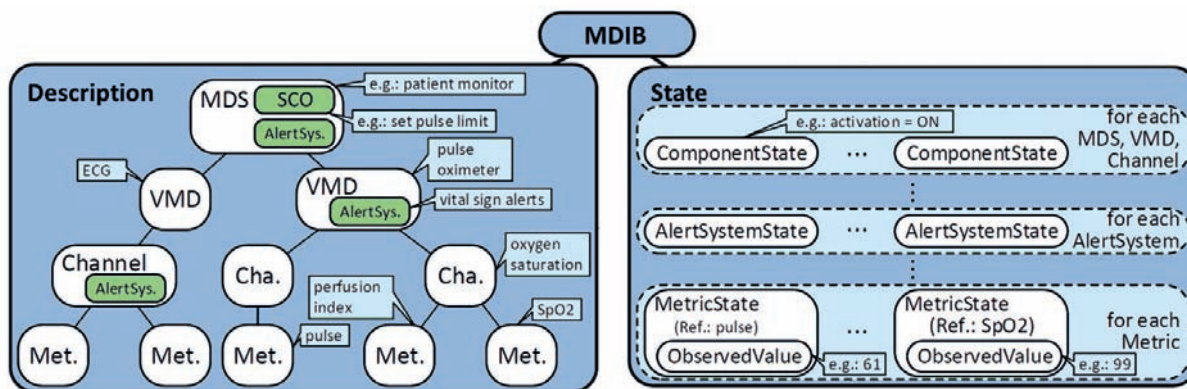 MDIB
Description
MDS
SCO
AlertSys.
e.g.: patient monitor
e.g.: set pulse limit
ECG
VMD
VMD
AlertSys.
pulse
oximeter
vital sign alerts
Channel
AlertSys.
Cha.
Cha.
oxygen
saturation
perfusion
index
SpO2
Met.
Met.
Met.
pulse
Met.
Met.
State
e.g.: activation = ON
ComponentState
...
ComponentState
for each
MDS, VMD,
Channel
AlertSystemState
...
AlertSystemState
for each
AlertSystem
MetricState
(Ref.: pulse)
ObservedValue
e.g.: 61
...
MetricState
(Ref.: SpO2)
ObservedValue
e.g.: 99
for each
Metric